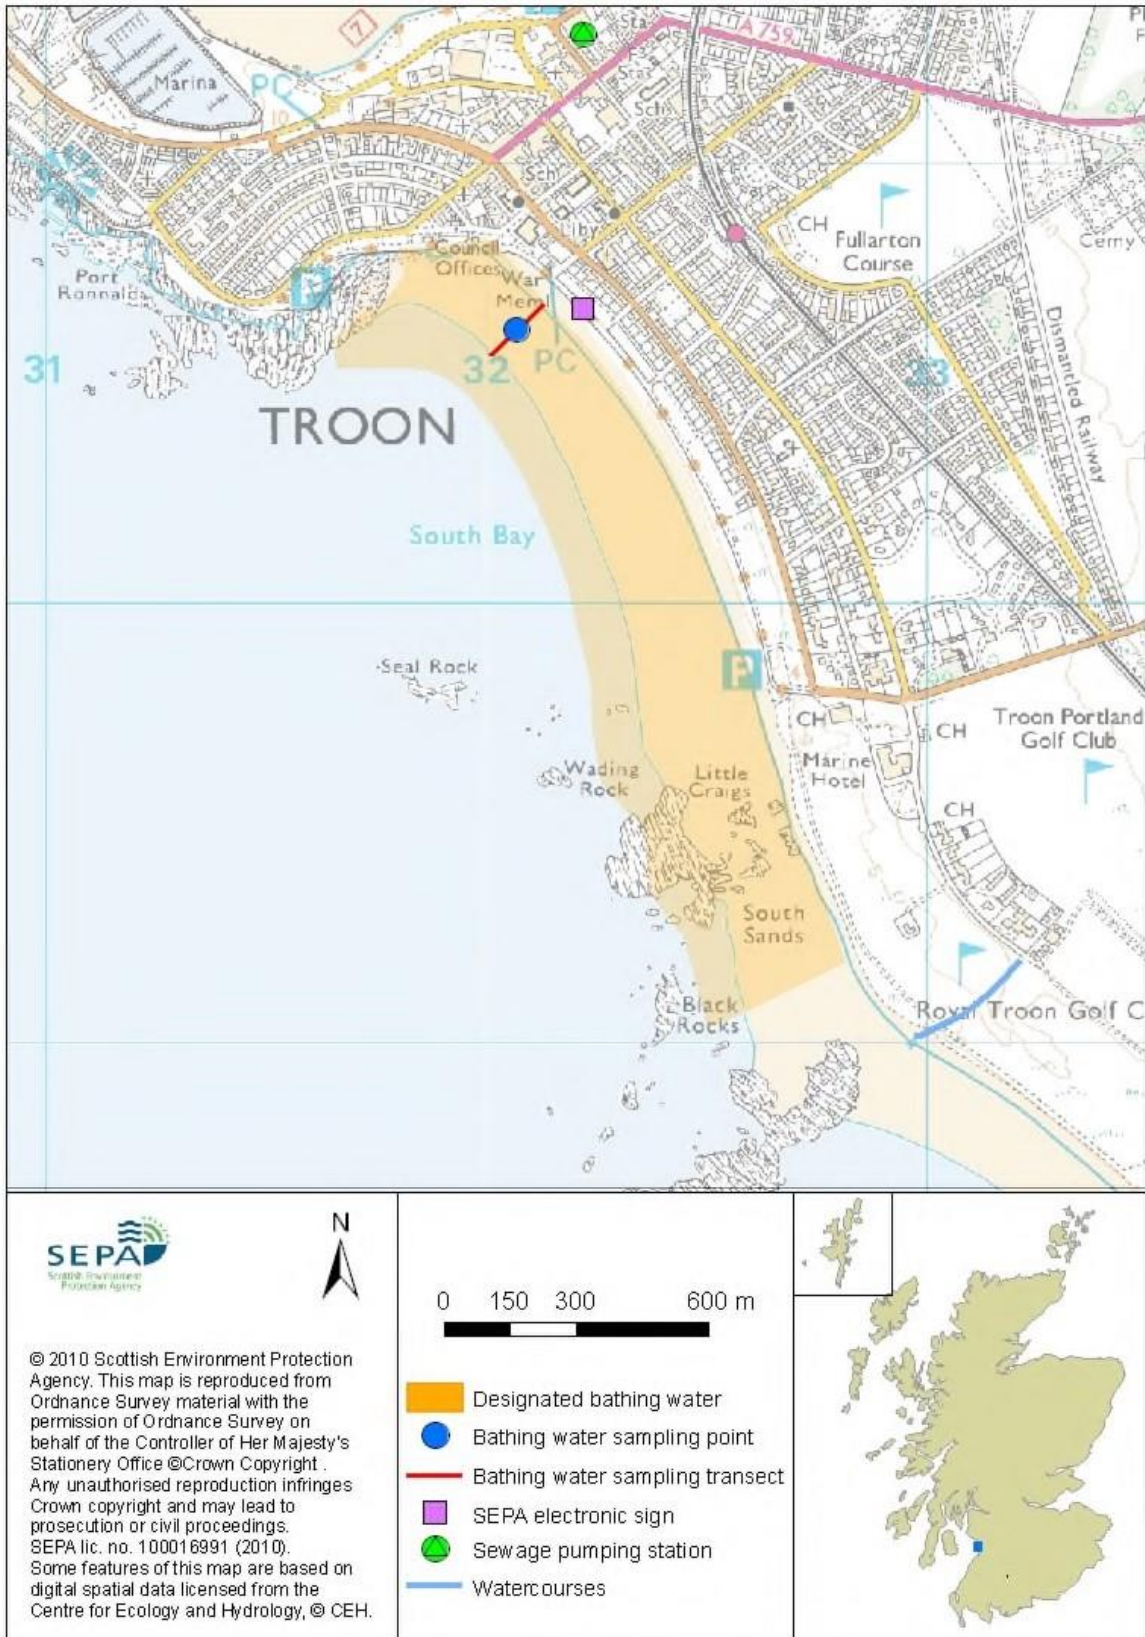 7
Sta
A 759
Marina
PC
Sta
Sch
Sch
CH
Fullarton
Course
Liby
Cemy
Council
Offices
War
Meml
Port
Ronnald
P
31
32
PC
33
Dismantled Railway
TROON
South Bay
Seal Rock
P
CH
CH
Troon Portland
Golf Club
Marine
Hotel
Wading
Rock
Little
Craigs
CH
South
Sands
Black
Rocks
Royal Troon Golf C
SEPA
Scottish Environment
Protection Agency
N
0 150 300 600 m
© 2010 Scottish Environment Protection
Agency. This map is reproduced from
Ordnance Survey material with the
permission of Ordnance Survey on
behalf of the Controller of Her Majesty's
Stationery Office ©Crown Copyright .
Any unauthorised reproduction infringes
Crown copyright and may lead to
prosecution or civil proceedings.
SEPA lic. no. 100016991 (2010).
Some features of this map are based on
digital spatial data licensed from the
Centre for Ecology and Hydrology, © CEH.
Designated bathing water
Bathing water sampling point
Bathing water sampling transect
SEPA electronic sign
Sewage pumping station
Watercourses